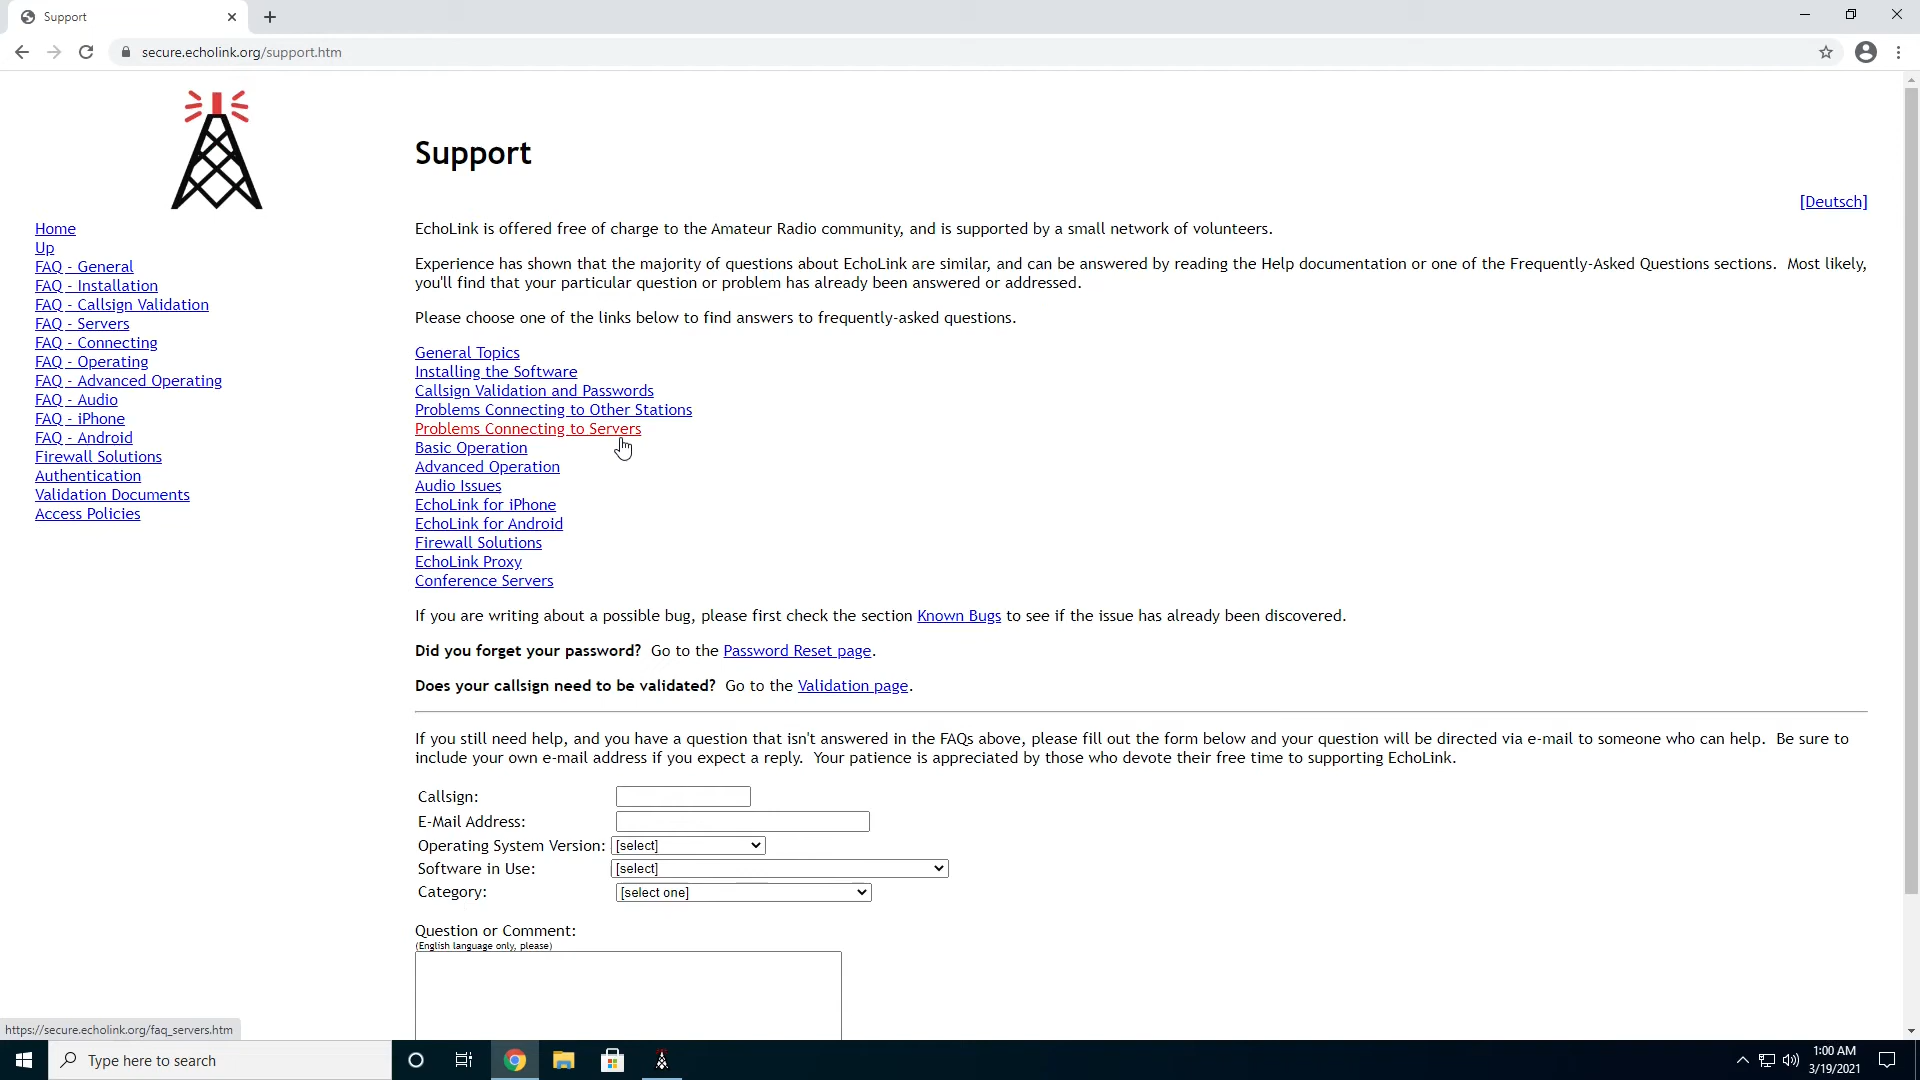 Support
secure.echolink.org/support.htm
Support
[Deutsch]
Home
Up
FAQ - General
FAQ - Installation
FAQ - Callsign Validation
FAQ - Servers
FAQ - Connecting
FAQ - Operating
FAQ - Advanced Operating
FAQ - Audio
FAQ - iPhone
FAQ - Android
Firewall Solutions
Authentication
Validation Documents
Access Policies
EchoLink is offered free of charge to the Amateur Radio community, and is supported by a small network of volunteers.
Experience has shown that the majority of questions about EchoLink are similar, and can be answered by reading the Help documentation or one of the Frequently-Asked Questions sections.  Most likely,
you'll find that your particular question or problem has already been answered or addressed.
Please choose one of the links below to find answers to frequently-asked questions.
General Topics
Installing the Software
Callsign Validation and Passwords
Problems Connecting to Other Stations
Problems Connecting to Servers
Basic Operation
Advanced Operation
Audio Issues
EchoLink for iPhone
EchoLink for Android
Firewall Solutions
EchoLink Proxy
Conference Servers
If you are writing about a possible bug, please first check the section Known Bugs to see if the issue has already been discovered.
Did you forget your password?  Go to the Password Reset page.
Does your callsign need to be validated?  Go to the Validation page.
If you still need help, and you have a question that isn't answered in the FAQs above, please fill out the form below and your question will be directed via e-mail to someone who can help.  Be sure to
include your own e-mail address if you expect a reply.  Your patience is appreciated by those who devote their free time to supporting EchoLink.
Callsign:
E-Mail Address:
Operating System Version: [select]
Software in Use: [select]
Category: [select one]
Question or Comment:
(English language only, please)
https://secure.echolink.org/faq_servers.htm
Type here to search
1:00 AM
3/19/2021